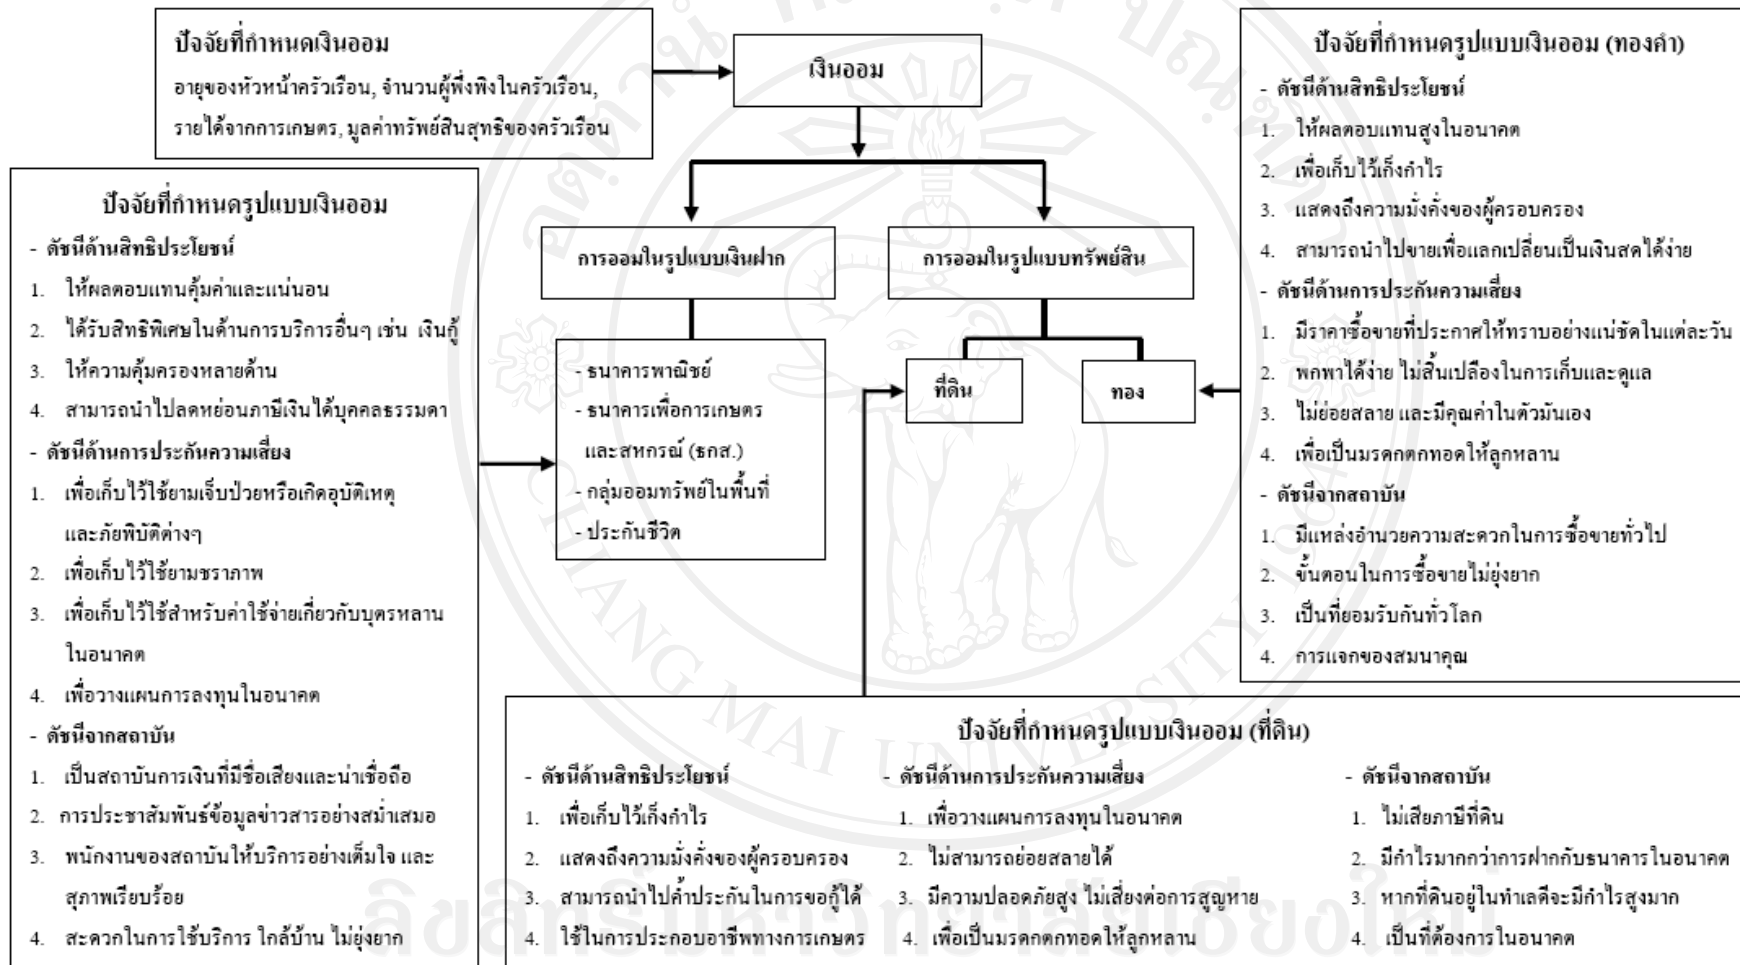 ปัจจัยที่กำหนดเงินออม
อายุของหัวหน้าครัวเรือน, จำนวนผู้พึ่งพิงในครัวเรือน,
รายได้จากการเกษตร, มูลค่าทรัพย์สินสุทธิของครัวเรือน
เงินออม
การออมในรูปแบบเงินฝาก
การออมในรูปแบบทรัพย์สิน
- ธนาคารพาณิชย์
- ธนาคารเพื่อการเกษตร
และสหกรณ์ (ธกส.)
- กลุ่มออมทรัพย์ในพื้นที่
- ประกันชีวิต
ที่ดิน
ทอง
ปัจจัยที่กำหนดรูปแบบเงินออม
- ดัชนีด้านสิทธิประโยชน์
1. ให้ผลตอบแทนคุ้มค่าและแน่นอน
2. ได้รับสิทธิพิเศษในด้านการบริการอื่นๆ เช่น เงินกู้
3. ให้ความคุ้มครองหลายด้าน
4. สามารถนำไปลดหย่อนภาษีเงินได้บุคคลธรรมดา
- ดัชนีด้านการประกันความเสี่ยง
1. เพื่อเก็บไว้ใช้ยามเจ็บป่วยหรือเกิดอุบัติเหตุ
และภัยพิบัติต่างๆ
2. เพื่อเก็บไว้ใช้ยามชราภาพ
3. เพื่อเก็บไว้ใช้สำหรับค่าใช้จ่ายเกี่ยวกับบุตรหลาน
ในอนาคต
4. เพื่อวางแผนการลงทุนในอนาคต
- ดัชนีจากสถาบัน
1. เป็นสถาบันการเงินที่มีชื่อเสียงและน่าเชื่อถือ
2. การประชาสัมพันธ์ข้อมูลข่าวสารอย่างสม่ำเสมอ
3. พนักงานของสถาบันให้บริการอย่างเต็มใจ และ
สุภาพเรียบร้อย
4. สะดวกในการใช้บริการ ใกล้บ้าน ไม่ยุ่งยาก
ปัจจัยที่กำหนดรูปแบบเงินออม (ทองคำ)
- ดัชนีด้านสิทธิประโยชน์
1. ให้ผลตอบแทนสูงในอนาคต
2. เพื่อเก็บไว้เก็งกำไร
3. แสดงถึงความมั่งคั่งของผู้ครอบครอง
4. สามารถนำไปขายเพื่อแลกเปลี่ยนเป็นเงินสดได้ง่าย
- ดัชนีด้านการประกันความเสี่ยง
1. มีราคาซื้อขายที่ประกาศให้ทราบอย่างแน่ชัดในแต่ละวัน
2. พกพาได้ง่าย ไม่สิ้นเปลืองในการเก็บและดูแล
3. ไม่ย่อยสลาย และมีคุณค่าในตัวมันเอง
4. เพื่อเป็นมรดกตกทอดให้ลูกหลาน
- ดัชนีจากสถาบัน
1. มีแหล่งอำนวยความสะดวกในการซื้อขายทั่วไป
2. ขั้นตอนในการซื้อขายไม่ยุ่งยาก
3. เป็นที่ยอมรับกันทั่วโลก
4. การแจกของสมนาคุณ
ปัจจัยที่กำหนดรูปแบบเงินออม (ที่ดิน)
- ดัชนีด้านสิทธิประโยชน์
1. เพื่อเก็บไว้เก็งกำไร
2. แสดงถึงความมั่งคั่งของผู้ครอบครอง
3. สามารถนำไปค้ำประกันในการขอกู้ได้
4. ใช้ในการประกอบอาชีพทางการเกษตร
- ดัชนีด้านการประกันความเสี่ยง
1. เพื่อวางแผนการลงทุนในอนาคต
2. ไม่สามารถย่อยสลายได้
3. มีความปลอดภัยสูง ไม่เสี่ยงต่อการสูญหาย
4. เพื่อเป็นมรดกตกทอดให้ลูกหลาน
- ดัชนีจากสถาบัน
1. ไม่เสียภาษีที่ดิน
2. มีกำไรมากกว่าการฝากกับธนาคารในอนาคต
3. หากที่ดินอยู่ในทำเลดีจะมีกำไรสูงมาก
4. เป็นที่ต้องการในอนาคต
CHIANG MAI UNIVERSITY 1964
ลิขสิทธิ์มหาวิทยาลัยเชียงใหม่